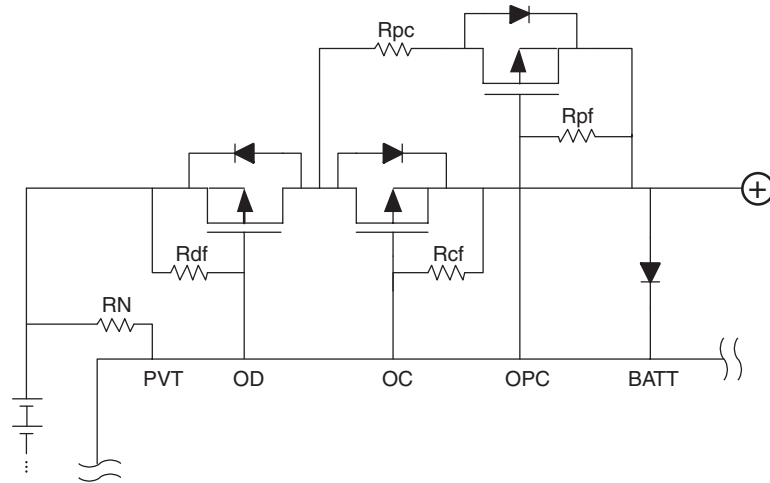 Rpc
Rpf
Rdf
Rcf
RN
PVT OD OC OPC BATT